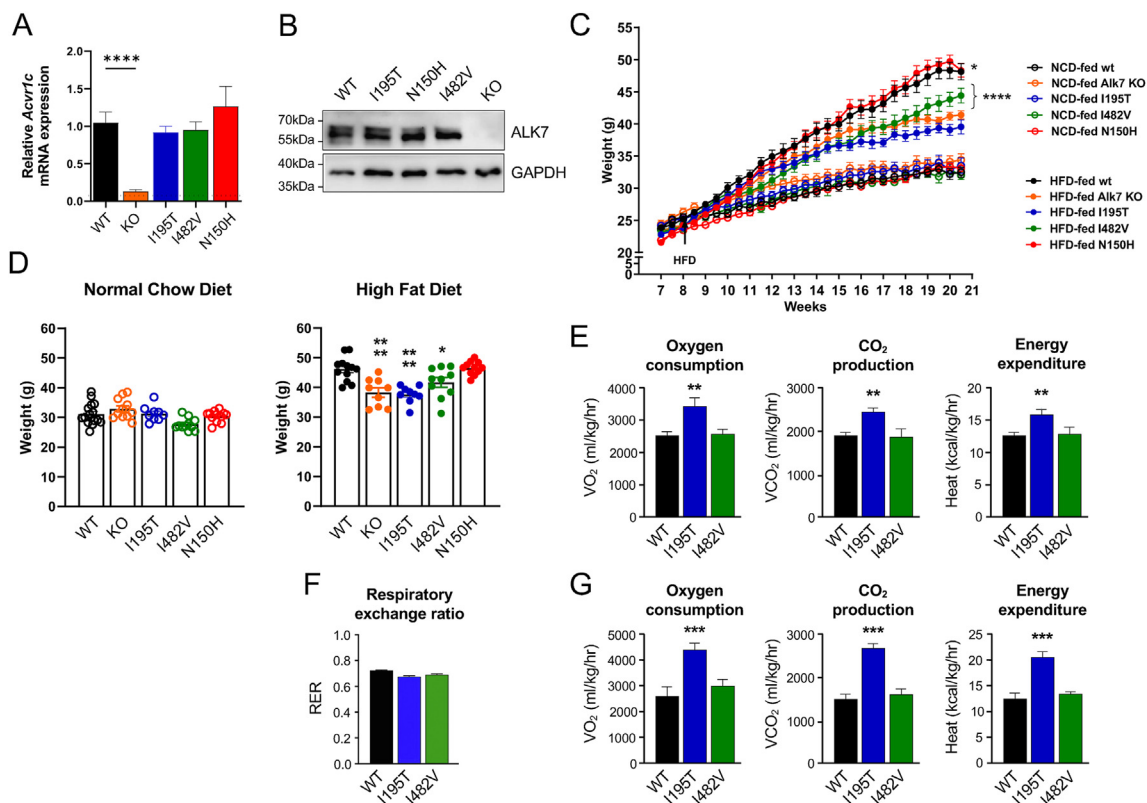 A
Relative Acvr1c
mRNA expression
2.0
1.5
1.0
0.5
0.0
****
WT
KO
I195T
I482V
N150H
B
WT
I195T
N150H
I482V
KO
70kDa
55kDa
ALK7
40kDa
35kDa
GAPDH
C
Weight (g)
50
45
40
35
30
25
20
5
0
HFD
7
8
9
10
11
12
13
14
15
16
17
18
19
20
21
Weeks
*
****
NCD-fed wt
NCD-fed Alk7 KO
NCD-fed I195T
NCD-fed I482V
NCD-fed N150H
HFD-fed wt
HFD-fed Alk7 KO
HFD-fed I195T
HFD-fed I482V
HFD-fed N150H
D
Normal Chow Diet
Weight (g)
60
50
40
30
20
10
0
WT
KO
I195T
I482V
N150H
High Fat Diet
Weight (g)
60
50
40
30
20
10
0
**
**
**
**
*
WT
KO
I195T
I482V
N150H
E
Oxygen
consumption
VO2 (ml/kg/hr)
4000
3000
2000
1000
0
**
WT
I195T
I482V
CO2
production
VCO2 (ml/kg/hr)
3000
2000
1000
0
**
WT
I195T
I482V
Energy
expenditure
Heat (kcal/kg/hr)
20
15
10
5
0
**
WT
I195T
I482V
F
Respiratory
exchange ratio
RER
1.0
0.8
0.6
0.4
0.2
0.0
WT
I195T
I482V
G
Oxygen
consumption
VO2 (ml/kg/hr)
5000
4000
3000
2000
1000
0
***
WT
I195T
I482V
CO2
production
VCO2 (ml/kg/hr)
3000
2000
1000
0
***
WT
I195T
I482V
Energy
expenditure
Heat (kcal/kg/hr)
25
20
15
10
5
0
***
WT
I195T
I482V